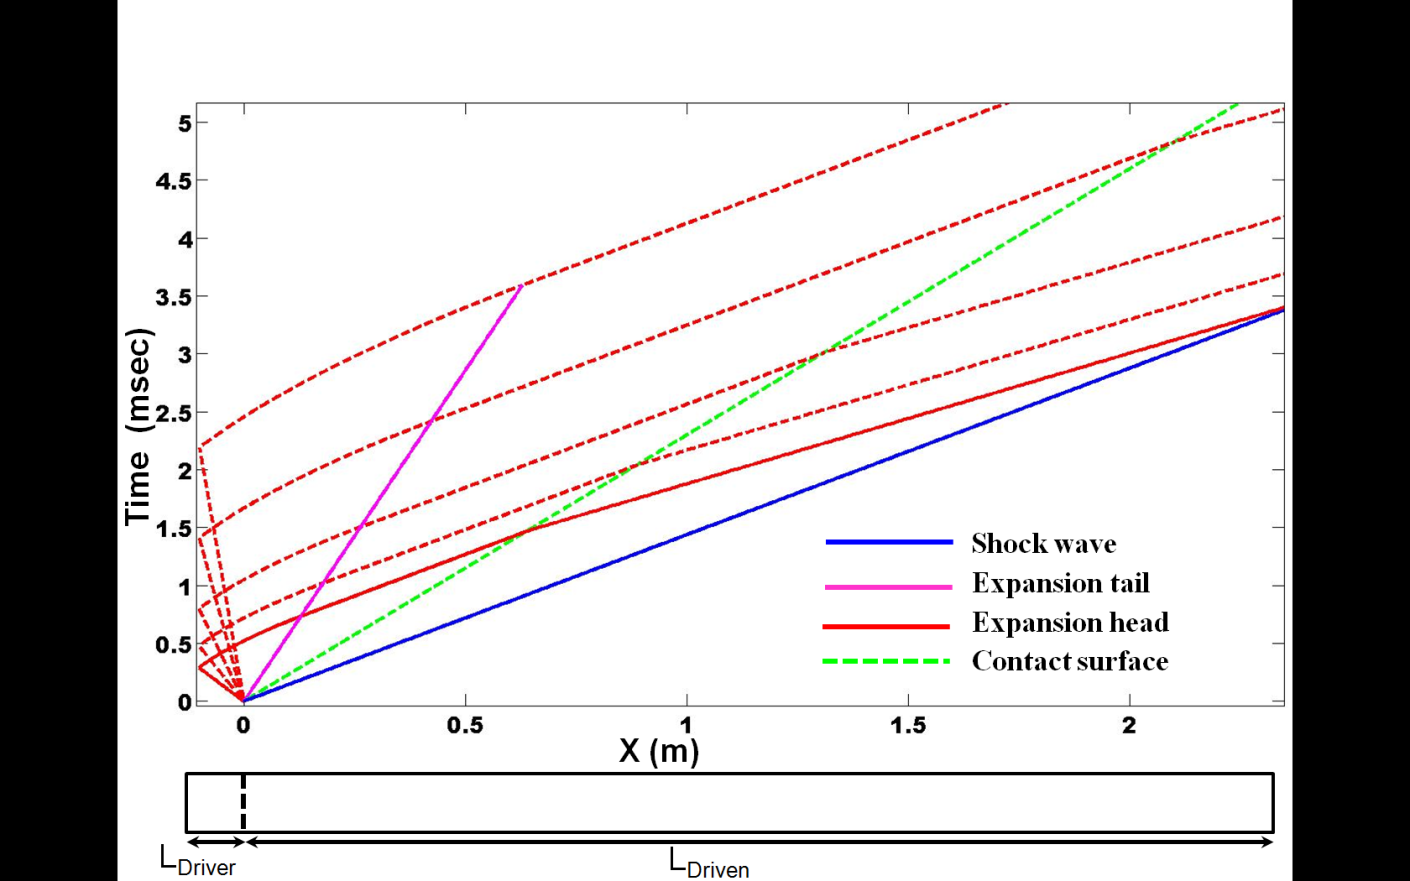 5
4.5
4
3.5
3
2.5
2
1.5
1
0.5
0
Time (msec)
0 0.5 1 1.5 2
X (m)
Shock wave
Expansion tail
Expansion head
Contact surface
LDriver
LDriven